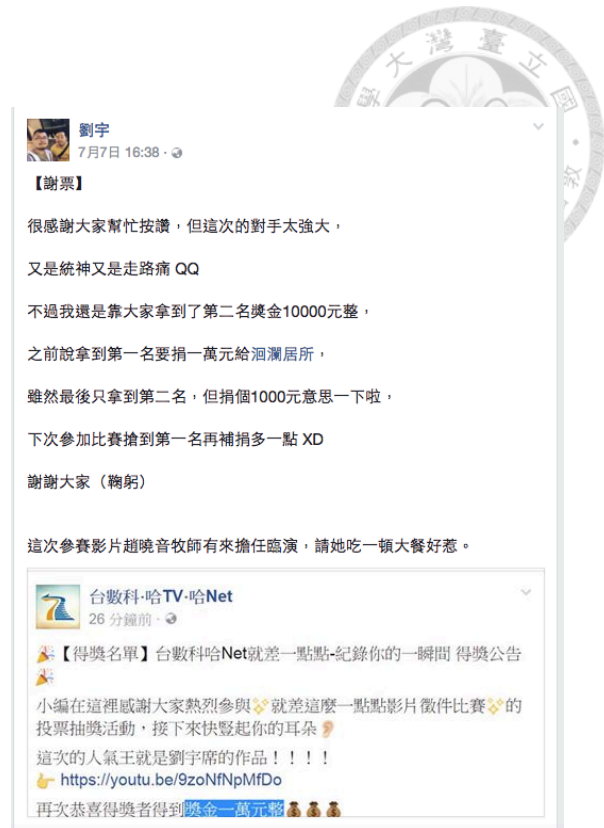 大灣臺立
劉宇
7月7日 16:38
【謝票】
很感謝大家幫忙按讚，但這次的對手太強大，
又是統神又是走路痛 QQ
不過我還是靠大家拿到了第二名獎金10000元整，
之前說拿到第一名要捐一萬元給洄瀾居所，
雖然最後只拿到第二名，但捐個1000元意思一下啦，
下次參加比賽搶到第一名再補捐多一點 XD
謝謝大家（鞠躬）
這次參賽影片趙曉音牧師有來擔任臨演，請她吃一頓大餐好惹。
台數科‧哈TV‧哈Net
26 分鐘前
🎉【得獎名單】台數科哈Net就差一點點-紀錄你的一瞬間 得獎公告
🎉
小編在這裡感謝大家熱烈參與✨就差這麼一點點影片徵件比賽✨的
投票抽獎活動，接下來快豎起你的耳朵👂
這次的人氣王就是劉宇席的作品！！！！
👉 https://youtu.be/9zoNfNpMfDo
再次恭喜得獎者得到獎金一萬元整💰💰💰